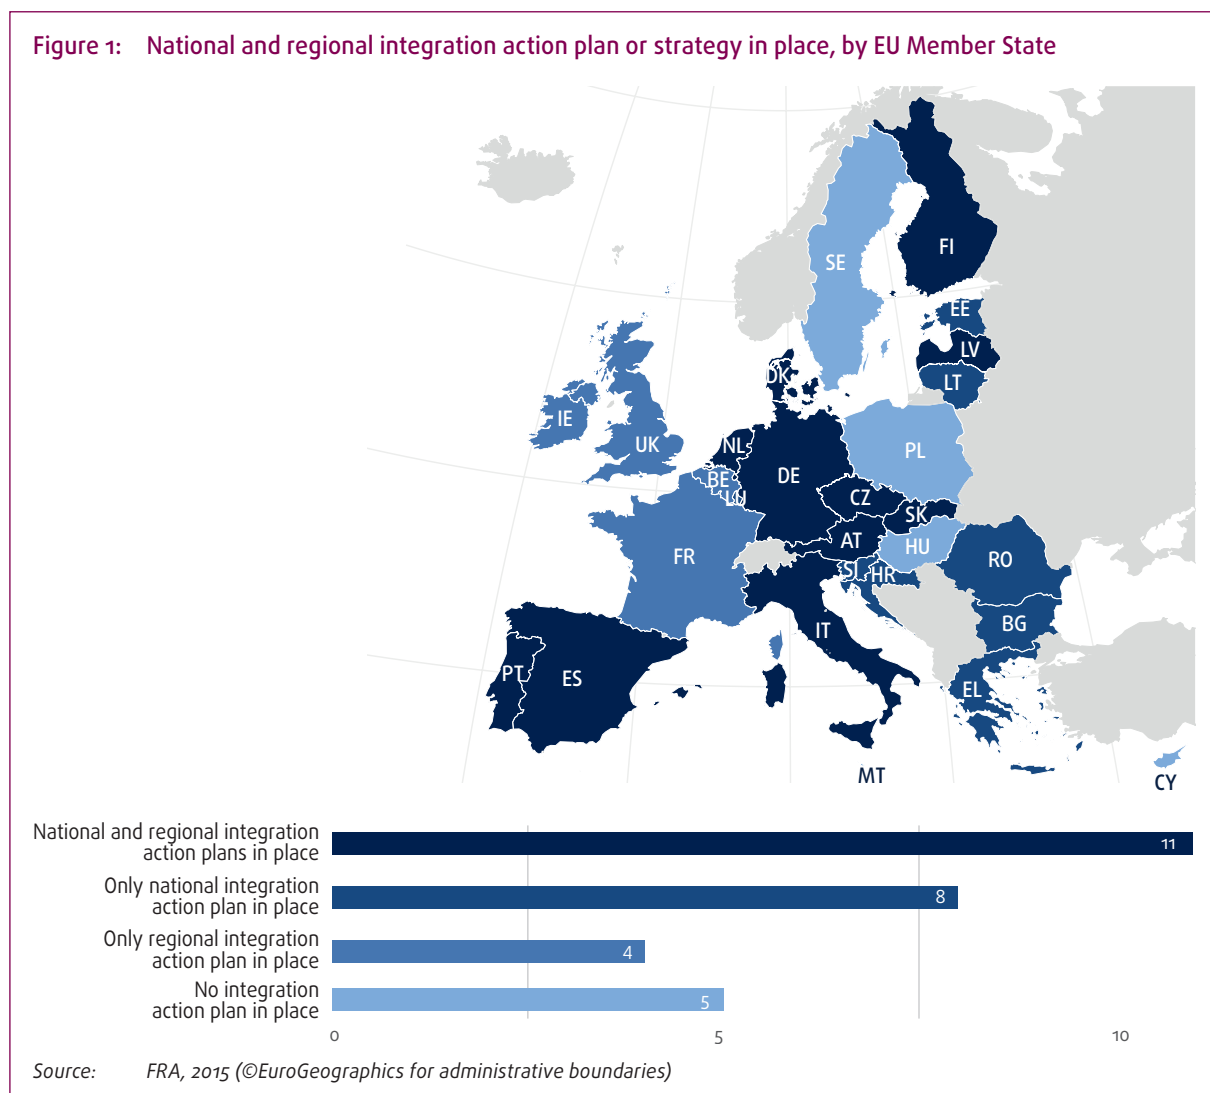 Figure 1: National and regional integration action plan or strategy in place, by EU Member State
FI
SE
EE
LV
DK
LT
IE
UK
NL
PL
DE
BE
LU
CZ
SK
AT
HU
FR
RO
SI
HR
BG
IT
PT
ES
EL
MT
CY
National and regional integration
action plans in place
11
Only national integration
action plan in place
8
Only regional integration
action plan in place
4
No integration
action plan in place
5
0 5 10
Source: FRA, 2015 (©EuroGeographics for administrative boundaries)